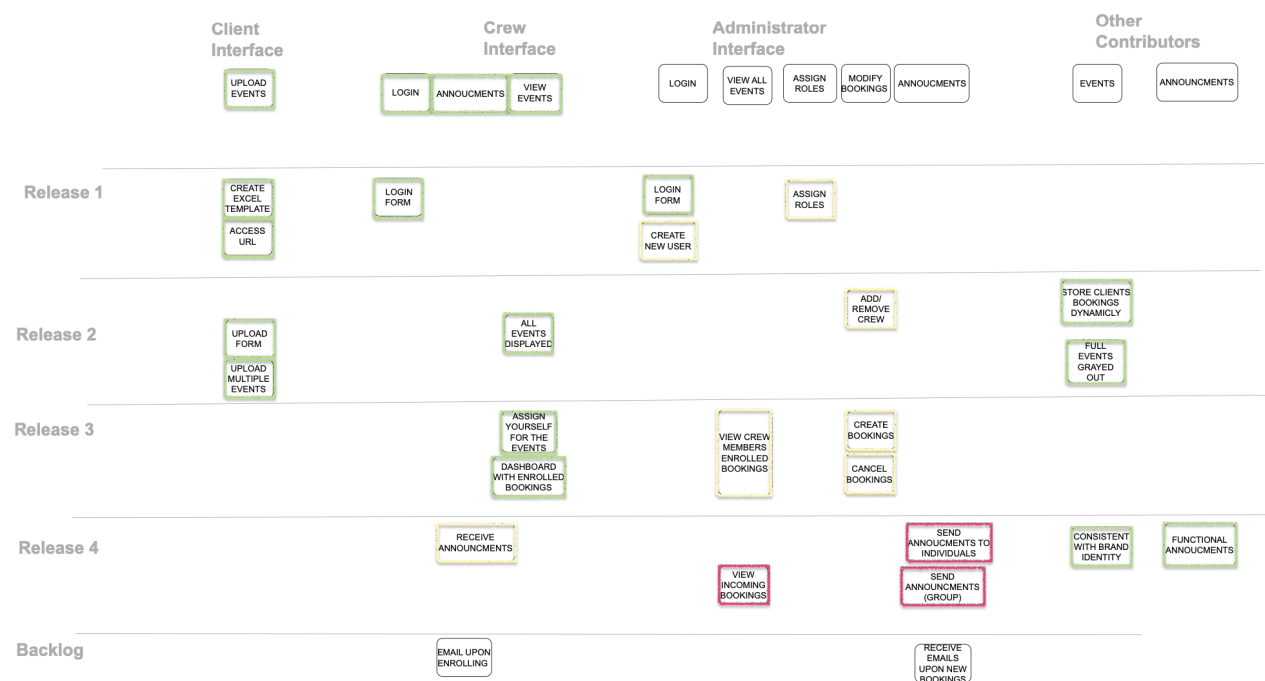 Client
Interface
Crew
Interface
Administrator
Interface
Other
Contributors
UPLOAD
EVENTS
LOGIN
ANNOUCMENTS
VIEW
EVENTS
LOGIN
VIEW ALL
EVENTS
ASSIGN
ROLES
MODIFY
BOOKINGS
ANNOUCMENTS
EVENTS
ANNOUNCMENTS
Release 1
CREATE
EXCEL
TEMPLATE
ACCESS
URL
LOGIN
FORM
LOGIN
FORM
CREATE
NEW USER
ASSIGN
ROLES
Release 2
UPLOAD
FORM
UPLOAD
MULTIPLE
EVENTS
ALL
EVENTS
DISPLAYED
ADD/
REMOVE
CREW
STORE CLIENTS
BOOKINGS
DYNAMICLY
FULL
EVENTS
GRAYED
OUT
Release 3
ASSIGN
YOURSELF
FOR THE
EVENTS
DASHBOARD
WITH ENROLLED
BOOKINGS
VIEW CREW
MEMBERS
ENROLLED
BOOKINGS
CREATE
BOOKINGS
CANCEL
BOOKINGS
Release 4
RECEIVE
ANNOUNCMENTS
VIEW
INCOMING
BOOKINGS
SEND
ANNOUCMENTS TO
INDIVIDUALS
SEND
ANNOUNCMENTS
(GROUP)
CONSISTENT
WITH BRAND
IDENTITY
FUNCTIONAL
ANNOUCMENTS
Backlog
EMAIL UPON
ENROLLING
RECEIVE
EMAILS
UPON NEW
BOOKINGS